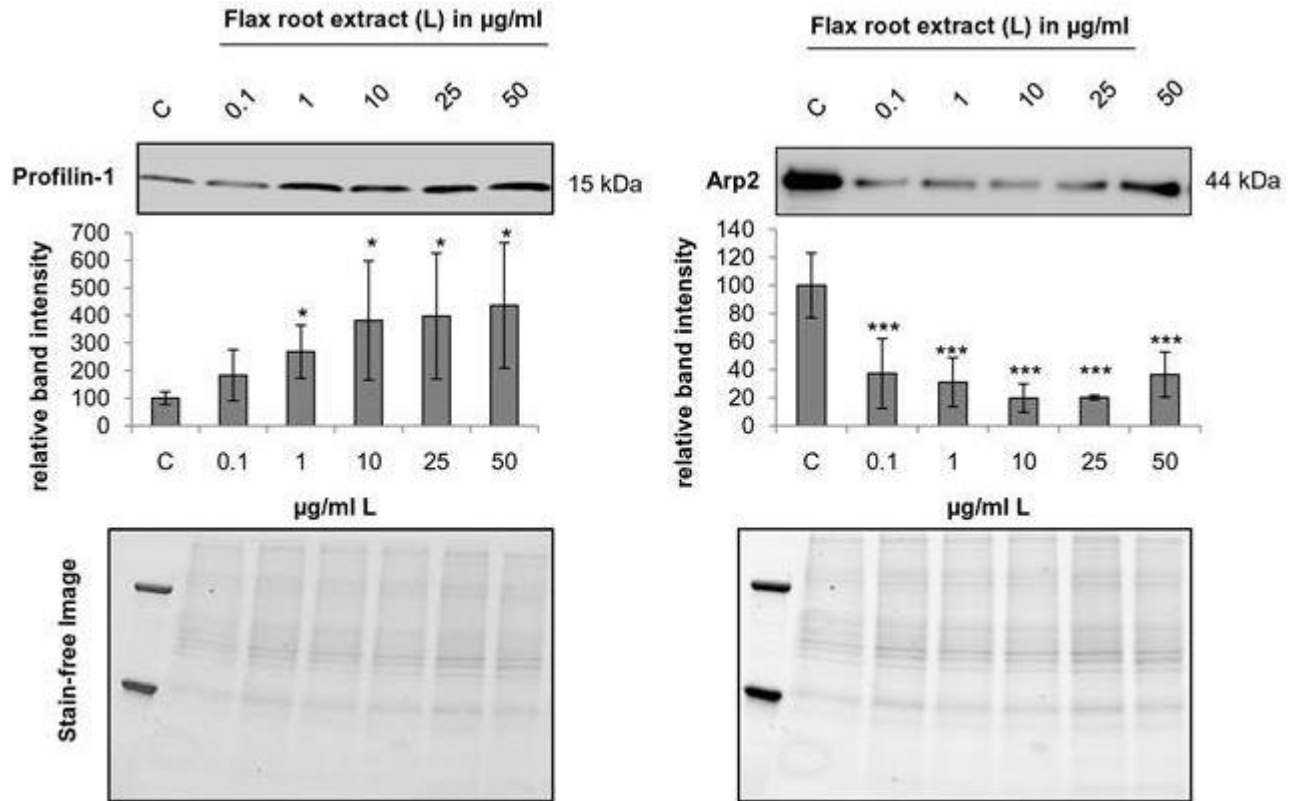 Flax root extract (L) in µg/ml
C 0.1 1 10 25 50
Profilin-1 15 kDa
relative band intensity
700
600
500
400
300
200
100
0
* * * *
C 0.1 1 10 25 50
µg/ml L
Stain-free Image
Flax root extract (L) in µg/ml
C 0.1 1 10 25 50
Arp2 44 kDa
relative band intensity
140
120
100
80
60
40
20
0
*** *** *** *** ***
C 0.1 1 10 25 50
µg/ml L